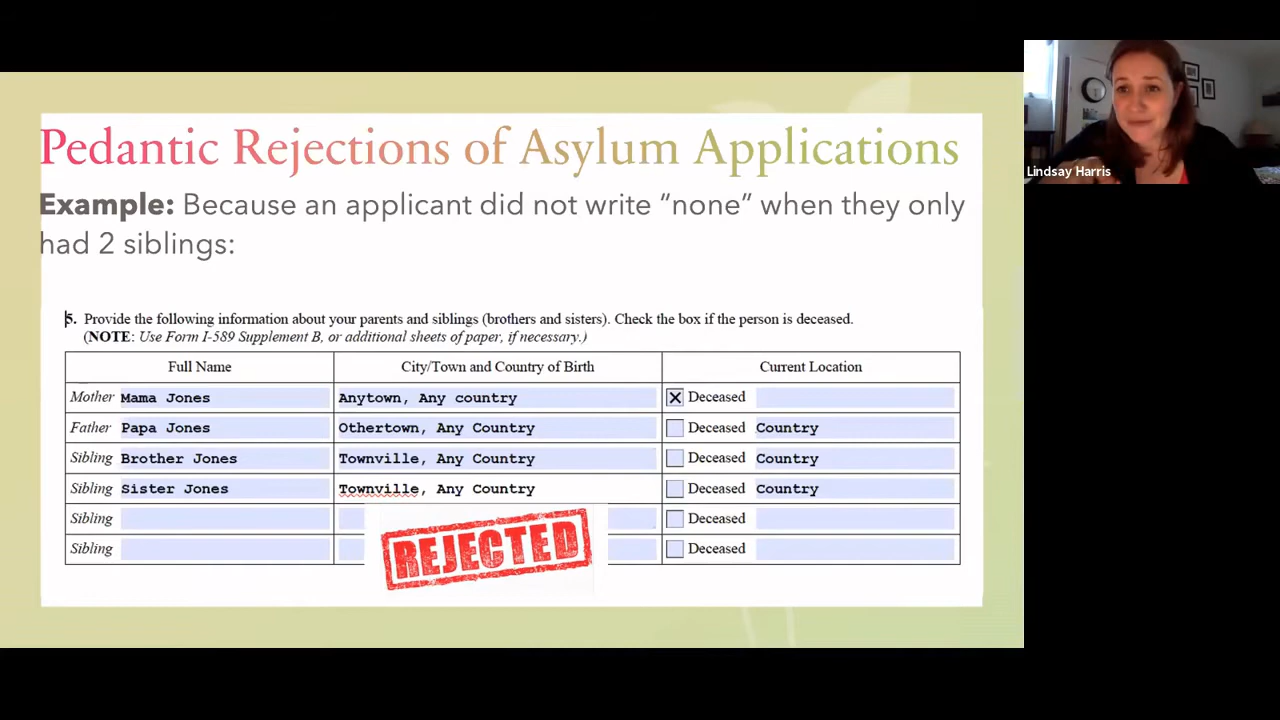 Pedantic Rejections of Asylum Applications
Example: Because an applicant did not write “none” when they only
had 2 siblings:
5. Provide the following information about your parents and siblings (brothers and sisters). Check the box if the person is deceased.
(NOTE: Use Form I-589 Supplement B, or additional sheets of paper, if necessary.)
Full Name City/Town and Country of Birth Current Location
Mother Mama Jones Anytown, Any country Deceased
Father Papa Jones Othertown, Any Country Deceased Country
Sibling Brother Jones Townville, Any Country Deceased Country
Sibling Sister Jones Townville, Any Country Deceased Country
Sibling Deceased
Sibling Deceased
REJECTED
Lindsay Harris